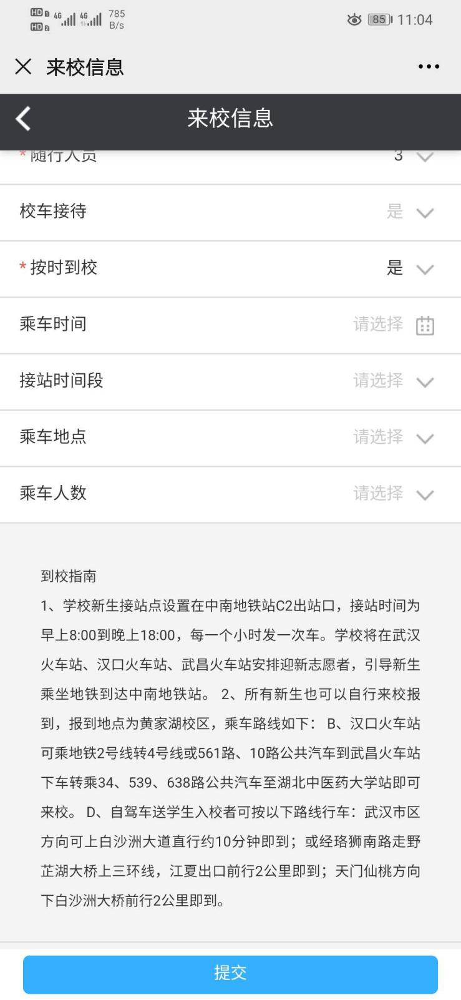 HD 1 4G 4G 785
HD 2 B/s 85 11:04
来校信息
来校信息
* 随行人员 3
校车接待 是
* 按时到校 是
乘车时间 请选择
接站时间段 请选择
乘车地点 请选择
乘车人数 请选择
到校指南
1、学校新生接站点设置在中南地铁站C2出站口，接站时间为
早上8:00到晚上18:00，每一个小时发一次车。学校将在武汉
火车站、汉口火车站、武昌火车站安排迎新志愿者，引导新生
乘坐地铁到达中南地铁站。 2、所有新生也可以自行来校报
到，报到地点为黄家湖校区，乘车路线如下： B、汉口火车站
可乘地铁2号线转4号线或561路、10路公共汽车到武昌火车站
下车转乘34、539、638路公共汽车至湖北中医药大学站即可
来校。 D、自驾车送学生入校者可按以下路线行车：武汉市区
方向可上白沙洲大道直行约10分钟即到；或经珞狮南路走野
芷湖大桥上三环线，江夏出口前行2公里即到；天门仙桃方向
下白沙洲大桥前行2公里即到。
提交